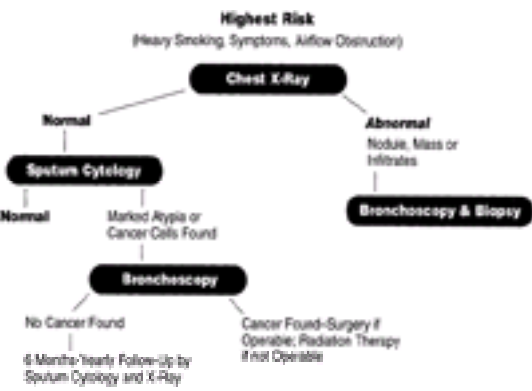 Highest Risk
(Heavy Smoking, Symptoms, Airflow Obstruction)
Chest X-Ray
Normal
Abnormal
Nodule, Mass or
Infiltrates
Sputum Cytology
Bronchoscopy & Biopsy
Normal
Marked Atypia or
Cancer Cells Found
Bronchoscopy
No Cancer Found
Cancer Found–Surgery if
Operable; Radiation Therapy
if not Operable
6 Months-Yearly Follow-Up by
Sputum Cytology and X-Ray